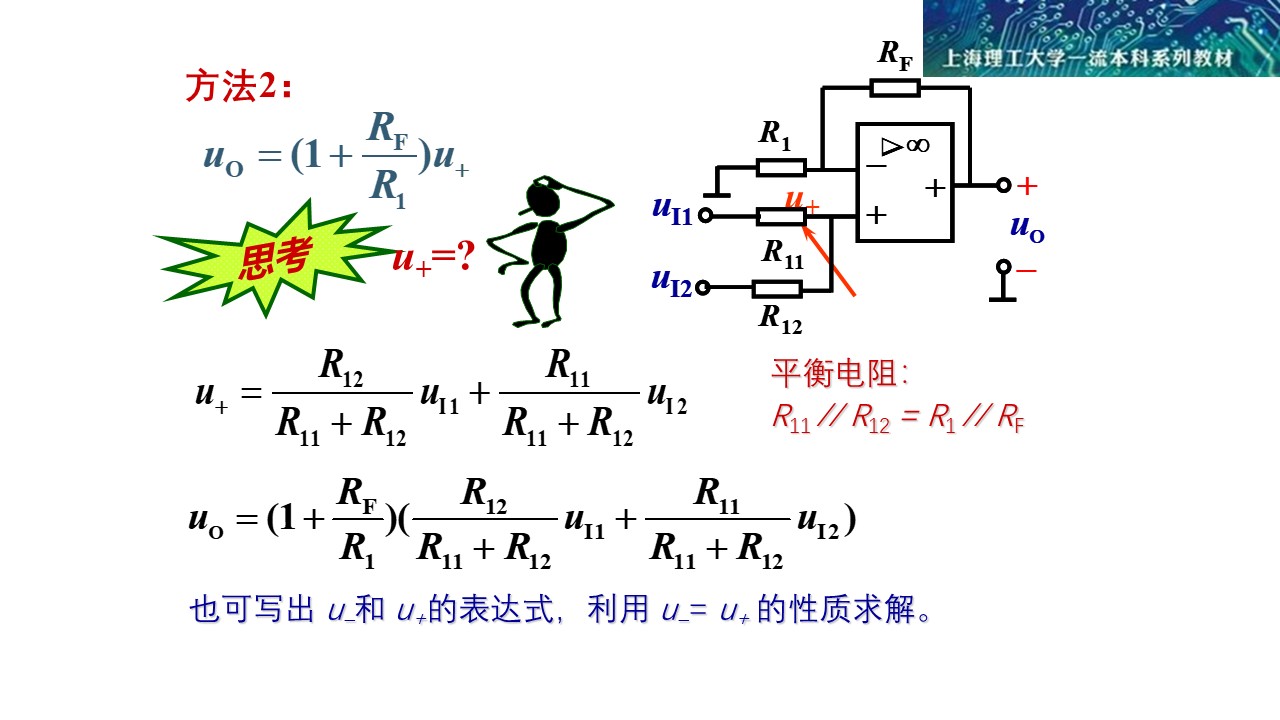 上海理工大学一流本科系列教材
方法2：
u_O = (1 + R_F/R_1)u_+
思考
u_+=?
R_F
R_1
▷∞
−
+
+
u_+
u_I1
R_11
u_I2
R_12
+
u_O
−
u_+ = R_12/(R_11 + R_12) u_I1 + R_11/(R_11 + R_12) u_I2
平衡电阻：
R_11 // R_12 = R_1 // R_F
u_O = (1 + R_F/R_1)(R_12/(R_11 + R_12) u_I1 + R_11/(R_11 + R_12) u_I2)
也可写出 u_−和 u_+的表达式，利用 u_−= u_+ 的性质求解。